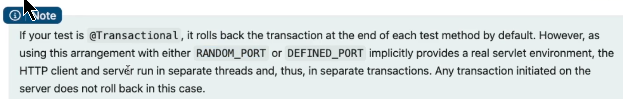 Note
If your test is @Transactional, it rolls back the transaction at the end of each test method by default. However, as
using this arrangement with either RANDOM_PORT or DEFINED_PORT implicitly provides a real servlet environment, the
HTTP client and server run in separate threads and, thus, in separate transactions. Any transaction initiated on the
server does not roll back in this case.